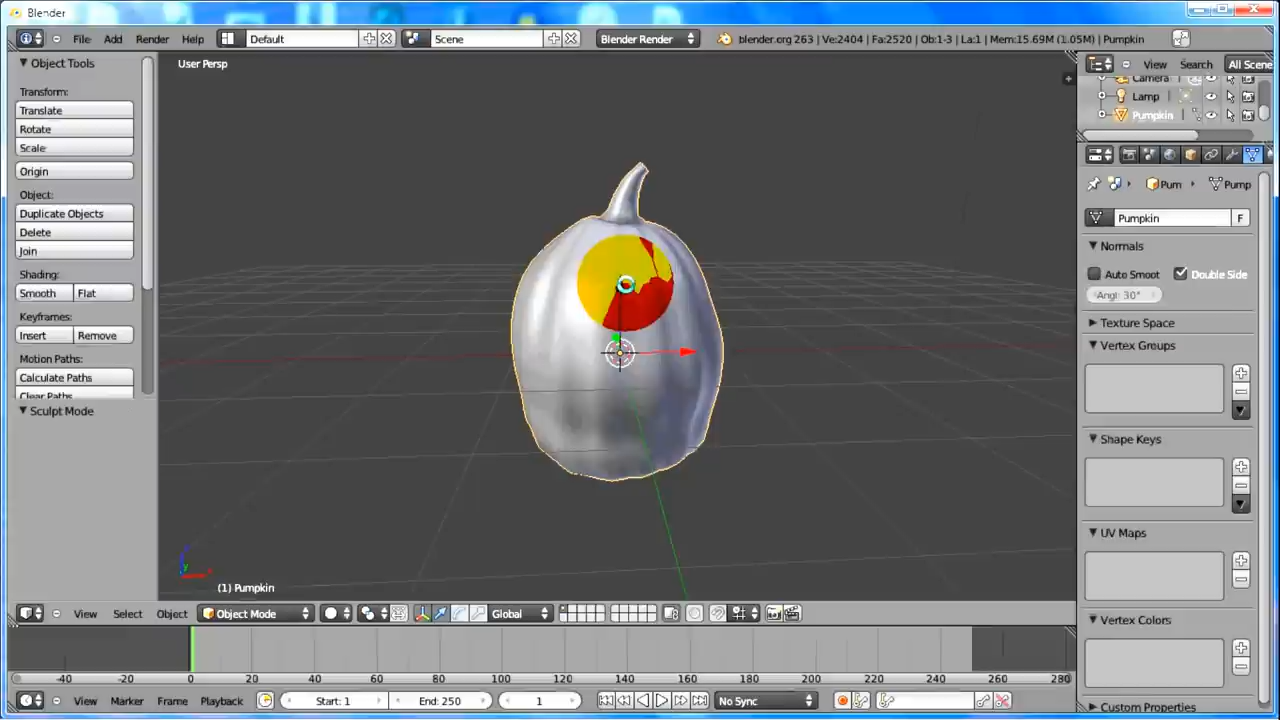 Blender
File Add Render Help Default Scene Blender Render blender.org 263 | Ve:2404 | Fa:2520 | Ob:1-3 | La:1 | Mem:15.69M (1.05M) | Pumpkin
Object Tools
Transform:
Translate
Rotate
Scale
Origin
Object:
Duplicate Objects
Delete
Join
Shading:
Smooth Flat
Keyframes:
Insert Remove
Motion Paths:
Calculate Paths
Clear Paths
Sculpt Mode
User Persp
(1) Pumpkin
View Search All Scene
Camera
Lamp
Pumpkin
Pum Pump
Pumpkin F
Normals
Auto Smoot Double Side
Angl: 30°
Texture Space
Vertex Groups
Shape Keys
UV Maps
Vertex Colors
Custom Properties
View Select Object Object Mode Global
-40 -20 0 20 40 60 80 100 120 140 160 180 200 220 240 260 280
View Marker Frame Playback Start: 1 End: 250 1 No Sync